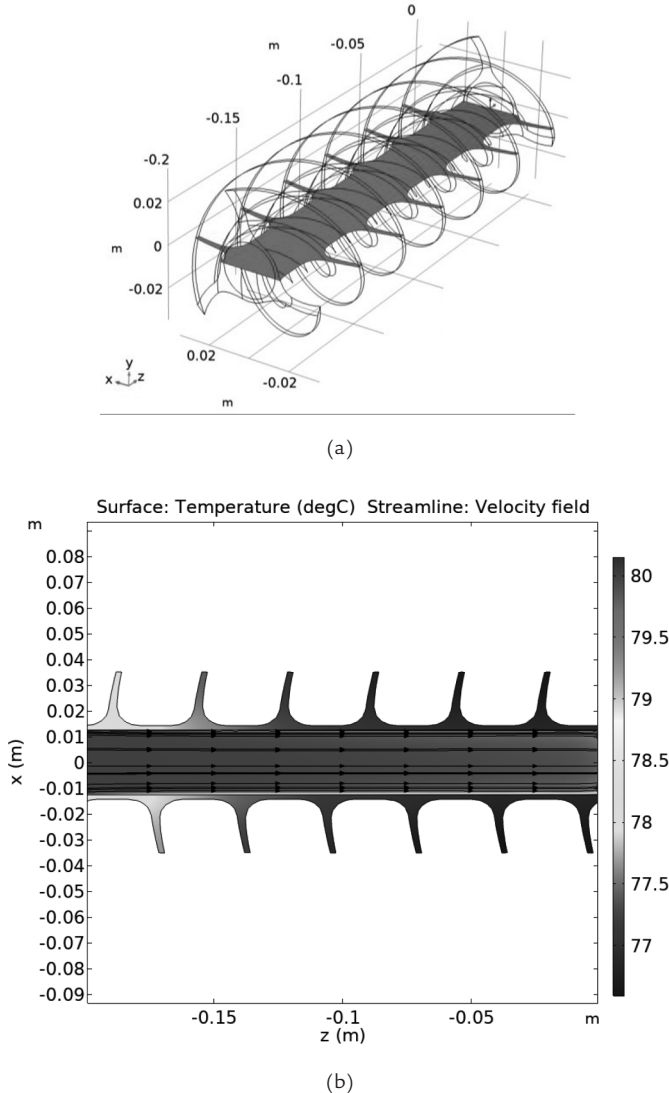 0
m
-0.05
-0.1
-0.15
-0.2
0.02
m
0
-0.02
0.02
-0.02
m
y
x
z
(a)
Surface: Temperature (degC) Streamline: Velocity field
m
0.08
0.07
0.06
0.05
0.04
0.03
0.02
0.01
0
-0.01
-0.02
-0.03
-0.04
-0.05
-0.06
-0.07
-0.08
-0.09
x (m)
-0.15
-0.1
-0.05
m
z (m)
80
79.5
79
78.5
78
77.5
77
(b)